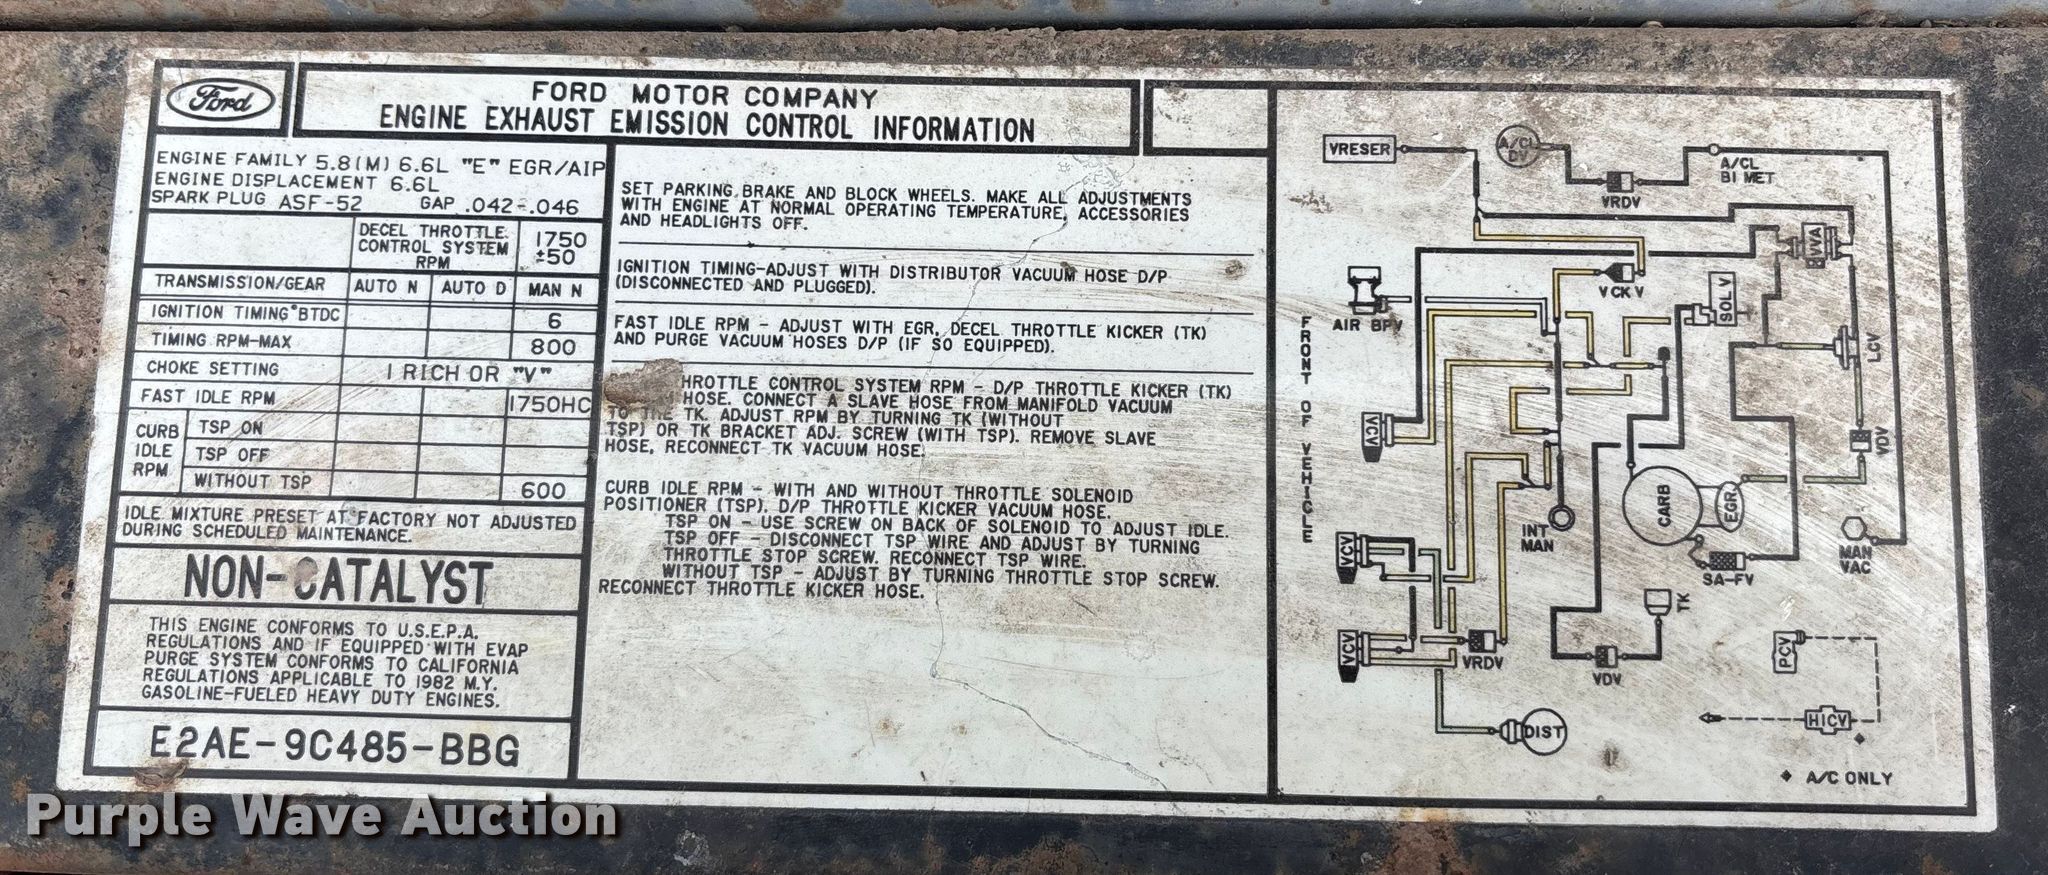 Ford
FORD MOTOR COMPANY
ENGINE EXHAUST EMISSION CONTROL INFORMATION
ENGINE FAMILY 5.8(M) 6.6L "E" EGR/AIP
ENGINE DISPLACEMENT 6.6L
SPARK PLUG ASF-52 GAP .042-.046
DECEL THROTTLE CONTROL SYSTEM RPM 1750 ±50
TRANSMISSION/GEAR AUTO N AUTO D MAN N
IGNITION TIMING °BTDC 6
TIMING RPM-MAX 800
CHOKE SETTING 1 RICH OR "V"
FAST IDLE RPM 1750HC
CURB IDLE RPM
TSP ON
TSP OFF
WITHOUT TSP 600
IDLE MIXTURE PRESET AT FACTORY NOT ADJUSTED
DURING SCHEDULED MAINTENANCE.
NON-CATALYST
THIS ENGINE CONFORMS TO U.S.E.P.A.
REGULATIONS AND IF EQUIPPED WITH EVAP
PURGE SYSTEM CONFORMS TO CALIFORNIA
REGULATIONS APPLICABLE TO 1982 M.Y.
GASOLINE-FUELED HEAVY DUTY ENGINES.
E2AE-9C485-BBG
SET PARKING BRAKE AND BLOCK WHEELS. MAKE ALL ADJUSTMENTS
WITH ENGINE AT NORMAL OPERATING TEMPERATURE, ACCESSORIES
AND HEADLIGHTS OFF.
IGNITION TIMING-ADJUST WITH DISTRIBUTOR VACUUM HOSE D/P
(DISCONNECTED AND PLUGGED).
FAST IDLE RPM - ADJUST WITH EGR, DECEL THROTTLE KICKER (TK)
AND PURGE VACUUM HOSES D/P (IF SO EQUIPPED).
HROTTLE CONTROL SYSTEM RPM - D/P THROTTLE KICKER (TK)
HOSE. CONNECT A SLAVE HOSE FROM MANIFOLD VACUUM
TO THE TK. ADJUST RPM BY TURNING TK (WITHOUT
TSP) OR TK BRACKET ADJ. SCREW (WITH TSP). REMOVE SLAVE
HOSE, RECONNECT TK VACUUM HOSE.
CURB IDLE RPM - WITH AND WITHOUT THROTTLE SOLENOID
POSITIONER (TSP). D/P THROTTLE KICKER VACUUM HOSE.
TSP ON - USE SCREW ON BACK OF SOLENOID TO ADJUST IDLE.
TSP OFF - DISCONNECT TSP WIRE AND ADJUST BY TURNING
THROTTLE STOP SCREW. RECONNECT TSP WIRE.
WITHOUT TSP - ADJUST BY TURNING THROTTLE STOP SCREW.
RECONNECT THROTTLE KICKER HOSE.
FRONT OF VEHICLE
VRESER
A/CL
DV
VRDV
A/CL
BI MET
VVA
VCKV
SOL V
AIR BPV
LCV
VCV
VDV
CARB
EGR
INT
MAN
MAN
VAC
SA-FV
VCV
TK
VCV
VRDV
VDV
PCV
DIST
HICV
◆
◆ A/C ONLY
Purple Wave Auction